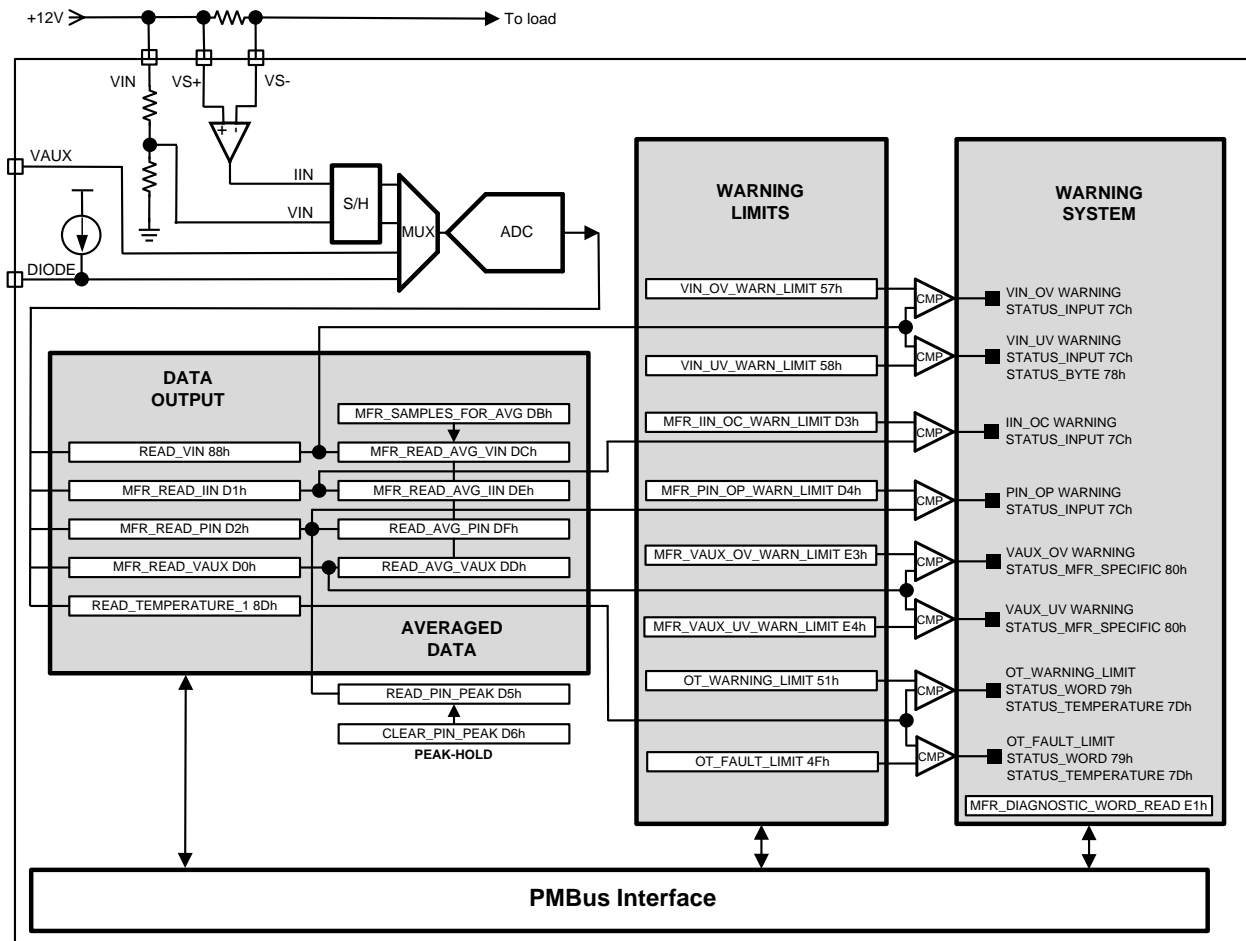 +12V
To load
VIN
VS+
VS-
VAUX
+ -
IIN
VIN
S/H
MUX
ADC
DIODE
DATA
OUTPUT
MFR_SAMPLES_FOR_AVG DBh
READ_VIN 88h
MFR_READ_AVG_VIN DCh
MFR_READ_IIN D1h
MFR_READ_AVG_IIN DEh
MFR_READ_PIN D2h
READ_AVG_PIN DFh
MFR_READ_VAUX D0h
READ_AVG_VAUX DDh
READ_TEMPERATURE_1 8Dh
AVERAGED
DATA
READ_PIN_PEAK D5h
CLEAR_PIN_PEAK D6h
PEAK-HOLD
WARNING
LIMITS
VIN_OV_WARN_LIMIT 57h
VIN_UV_WARN_LIMIT 58h
MFR_IIN_OC_WARN_LIMIT D3h
MFR_PIN_OP_WARN_LIMIT D4h
MFR_VAUX_OV_WARN_LIMIT E3h
MFR_VAUX_UV_WARN_LIMIT E4h
OT_WARNING_LIMIT 51h
OT_FAULT_LIMIT 4Fh
CMP
CMP
CMP
CMP
CMP
CMP
CMP
CMP
WARNING
SYSTEM
VIN_OV WARNING
STATUS_INPUT 7Ch
VIN_UV WARNING
STATUS_INPUT 7Ch
STATUS_BYTE 78h
IIN_OC WARNING
STATUS_INPUT 7Ch
PIN_OP WARNING
STATUS_INPUT 7Ch
VAUX_OV WARNING
STATUS_MFR_SPECIFIC 80h
VAUX_UV WARNING
STATUS_MFR_SPECIFIC 80h
OT_WARNING_LIMIT
STATUS_WORD 79h
STATUS_TEMPERATURE 7Dh
OT_FAULT_LIMIT
STATUS_WORD 79h
STATUS_TEMPERATURE 7Dh
MFR_DIAGNOSTIC_WORD_READ E1h
PMBus Interface